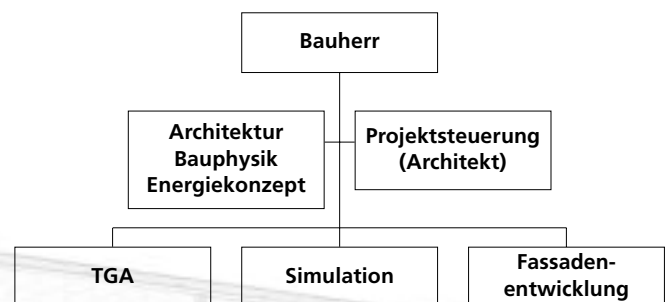 Bauherr
Architektur
Bauphysik
Energiekonzept
Projektsteuerung
(Architekt)
TGA
Simulation
Fassaden-
entwicklung